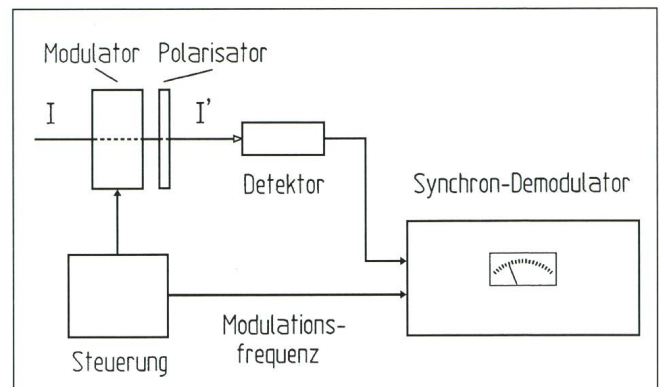 Modulator Polarisator
I I'
Detektor
Synchron-Demodulator
Modulations-
frequenz
Steuerung